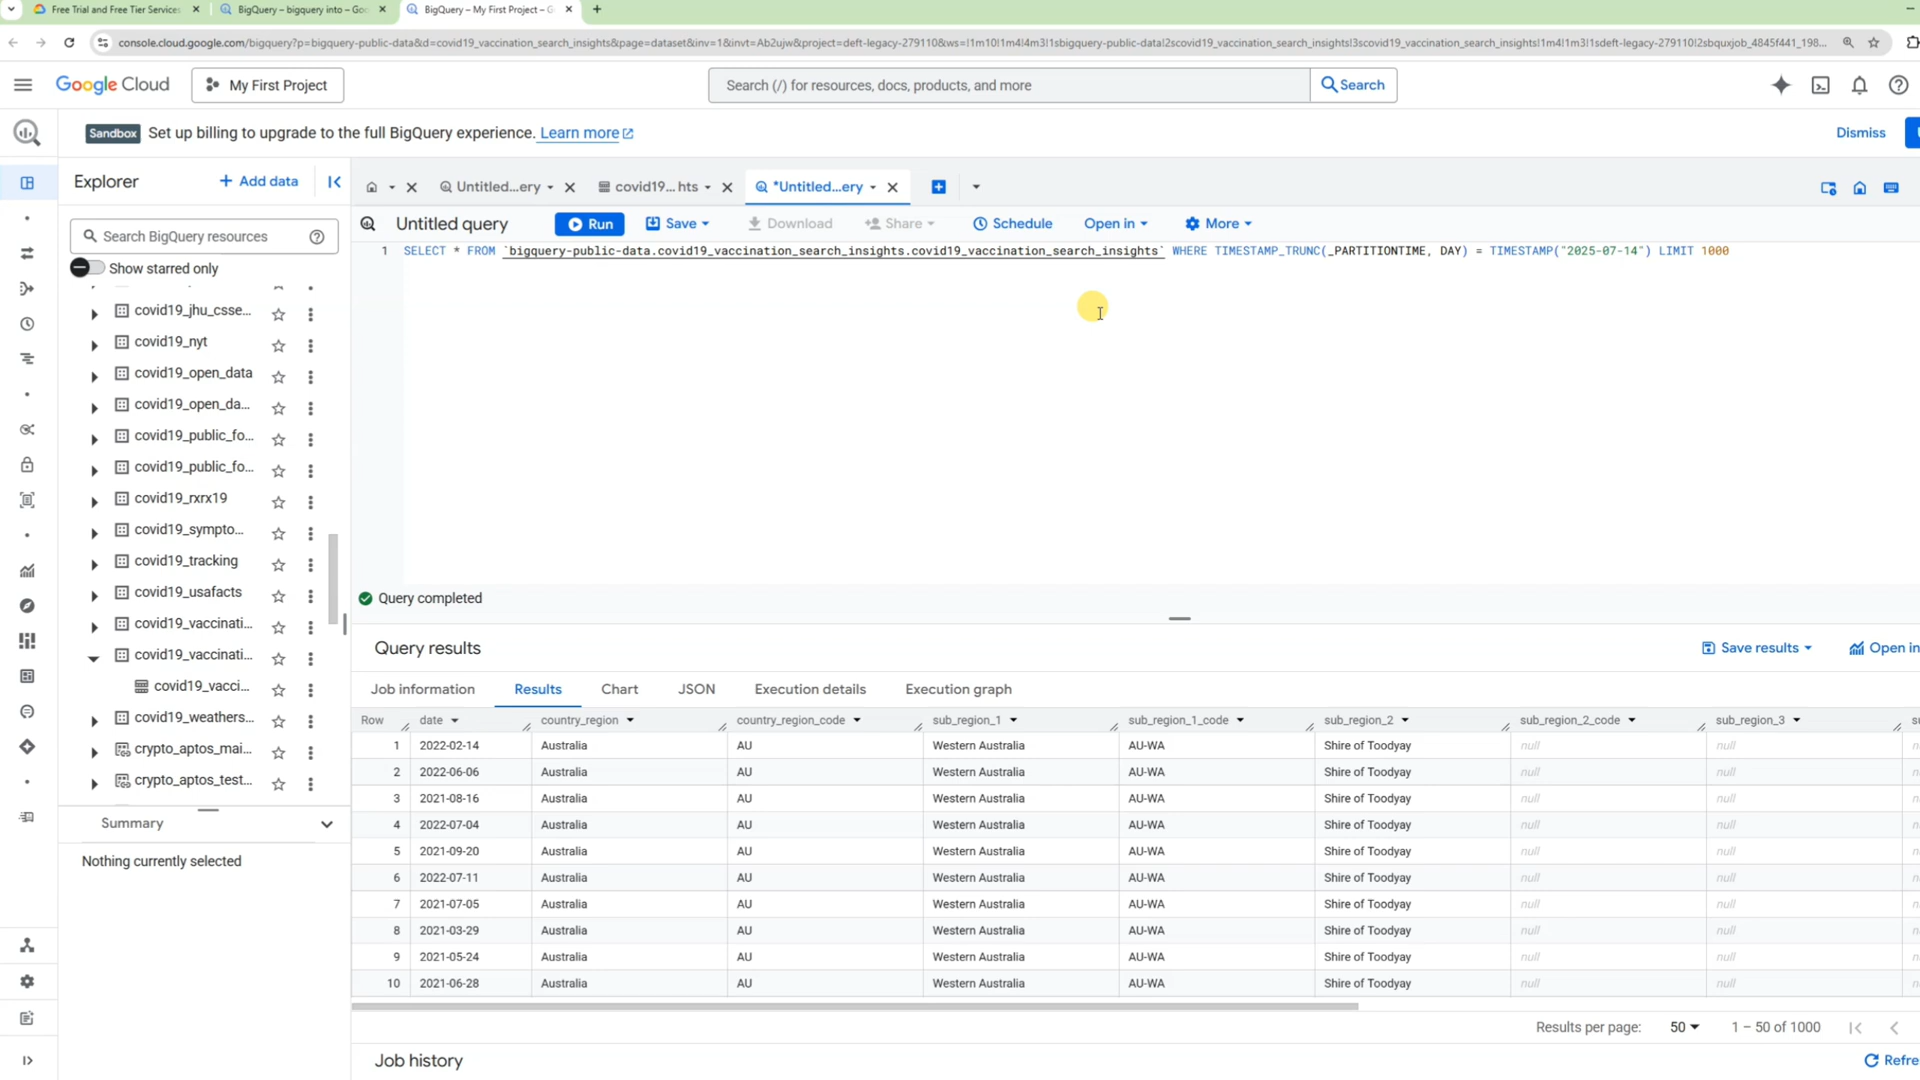 Free Trial and Free Tier Services
BigQuery – bigquery into – Goo
BigQuery – My First Project – G
console.cloud.google.com/bigquery?p=bigquery-public-data&d=covid19_vaccination_search_insights&page=dataset&inv=1&invt=Ab2ujw&project=deft-legacy-279110&ws=!1m10!1m4!4m3!1sbigquery-public-data!2scovid19_vaccination_search_insights!3scovid19_vaccination_search_insights!1m4!1m3!1sdeft-legacy-279110!2sbquxjob_4845f441_198...
Google Cloud
My First Project
Search (/) for resources, docs, products, and more
Search
Sandbox Set up billing to upgrade to the full BigQuery experience. Learn more
Dismiss
Explorer
+ Add data
Untitled...ery
covid19... hts
*Untitled...ery
Search BigQuery resources
Show starred only
Untitled query
Run
Save
Download
Share
Schedule
Open in
More
1 SELECT * FROM `bigquery-public-data.covid19_vaccination_search_insights.covid19_vaccination_search_insights` WHERE TIMESTAMP_TRUNC(_PARTITIONTIME, DAY) = TIMESTAMP("2025-07-14") LIMIT 1000
covid19_jhu_csse...
covid19_nyt
covid19_open_data
covid19_open_da...
covid19_public_fo...
covid19_public_fo...
covid19_rxrx19
covid19_sympto...
covid19_tracking
covid19_usafacts
covid19_vaccinati...
covid19_vaccinati...
covid19_vacci...
covid19_weathers...
crypto_aptos_mai...
crypto_aptos_test...
Summary
Nothing currently selected
Query completed
Query results
Save results
Open in
Job information
Results
Chart
JSON
Execution details
Execution graph
Row date country_region country_region_code sub_region_1 sub_region_1_code sub_region_2 sub_region_2_code sub_region_3 su
1 2022-02-14 Australia AU Western Australia AU-WA Shire of Toodyay null null n
2 2022-06-06 Australia AU Western Australia AU-WA Shire of Toodyay null null n
3 2021-08-16 Australia AU Western Australia AU-WA Shire of Toodyay null null n
4 2022-07-04 Australia AU Western Australia AU-WA Shire of Toodyay null null n
5 2021-09-20 Australia AU Western Australia AU-WA Shire of Toodyay null null n
6 2022-07-11 Australia AU Western Australia AU-WA Shire of Toodyay null null n
7 2021-07-05 Australia AU Western Australia AU-WA Shire of Toodyay null null n
8 2021-03-29 Australia AU Western Australia AU-WA Shire of Toodyay null null n
9 2021-05-24 Australia AU Western Australia AU-WA Shire of Toodyay null null n
10 2021-06-28 Australia AU Western Australia AU-WA Shire of Toodyay null null n
Results per page: 50 1 – 50 of 1000
Job history
Refre